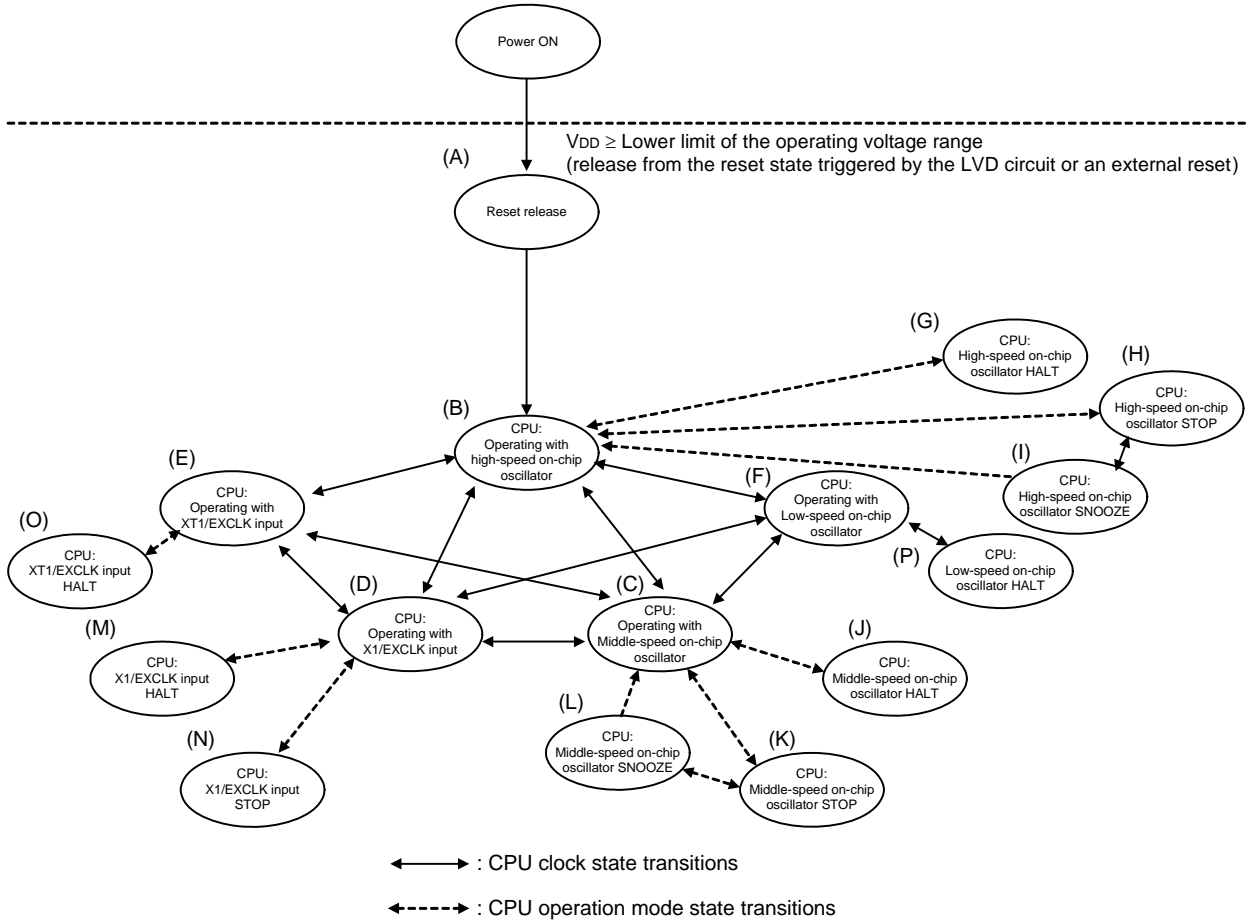 Power ON
VDD ≥ Lower limit of the operating voltage range
(release from the reset state triggered by the LVD circuit or an external reset)
(A)
Reset release
(G)
CPU:
High-speed on-chip
oscillator HALT
(H)
CPU:
High-speed on-chip
oscillator STOP
(B)
CPU:
Operating with
high-speed on-chip
oscillator
(I)
CPU:
High-speed on-chip
oscillator SNOOZE
(E)
CPU:
Operating with
XT1/EXCLK input
(F)
CPU:
Operating with
Low-speed on-chip
oscillator
(O)
CPU:
XT1/EXCLK input
HALT
(P)
CPU:
Low-speed on-chip
oscillator HALT
(D)
CPU:
Operating with
X1/EXCLK input
(C)
CPU:
Operating with
Middle-speed on-chip
oscillator
(M)
CPU:
X1/EXCLK input
HALT
(J)
CPU:
Middle-speed on-chip
oscillator HALT
(N)
CPU:
X1/EXCLK input
STOP
(L)
CPU:
Middle-speed on-chip
oscillator SNOOZE
(K)
CPU:
Middle-speed on-chip
oscillator STOP
: CPU clock state transitions
: CPU operation mode state transitions